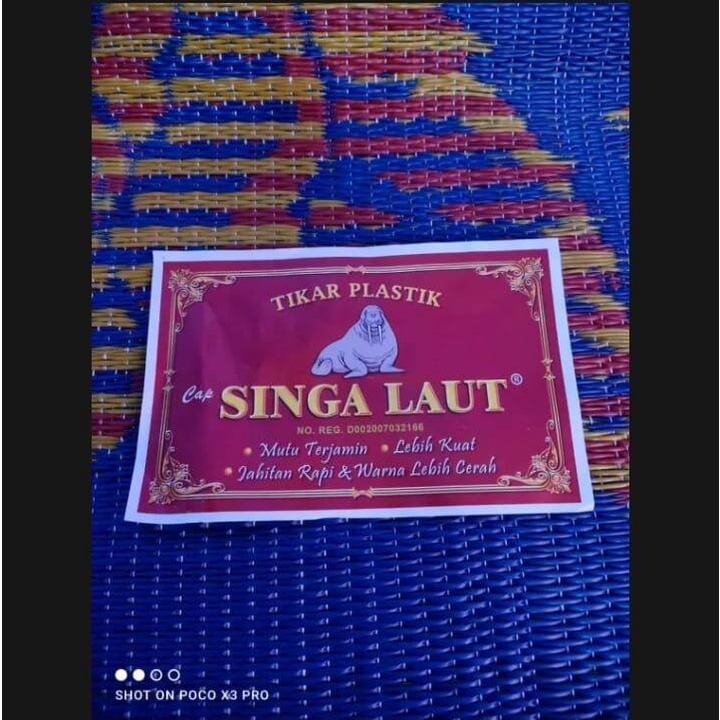 TIKAR PLASTIK
Cap SINGA LAUT®
NO. REG. D002007032166
• Mutu Terjamin • Lebih Kuat
• Jahitan Rapi & Warna Lebih Cerah
SHOT ON POCO X3 PRO